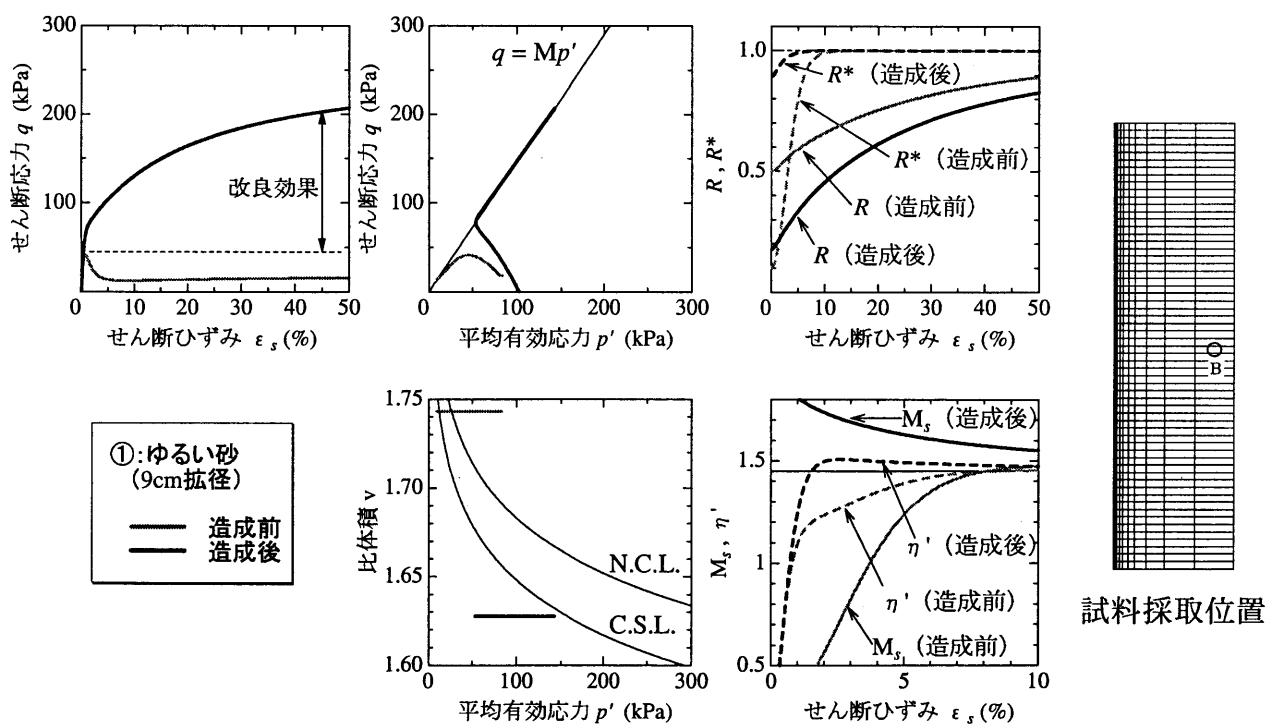 300
200
100
0 10 20 30 40 50
せん断応力 q (kPa)
せん断ひずみ εs(%)
改良効果
300
200
100
0 100 200 300
せん断応力 q (kPa)
平均有効応力 p′ (kPa)
q = Mp′
1.0
0.5
0 10 20 30 40 50
R , R*
せん断ひずみ εs(%)
R* (造成後)
R* (造成前)
R (造成前)
R (造成後)
B
試料採取位置
①:ゆるい砂
(9cm拡径)
造成前
造成後
1.75
1.70
1.65
1.60
0 100 200 300
比体積 v
平均有効応力 p′ (kPa)
N.C.L.
C.S.L.
1.5
1
0.5
0 5 10
Ms , η'
せん断ひずみ εs(%)
Ms (造成後)
η' (造成後)
η' (造成前)
Ms (造成前)